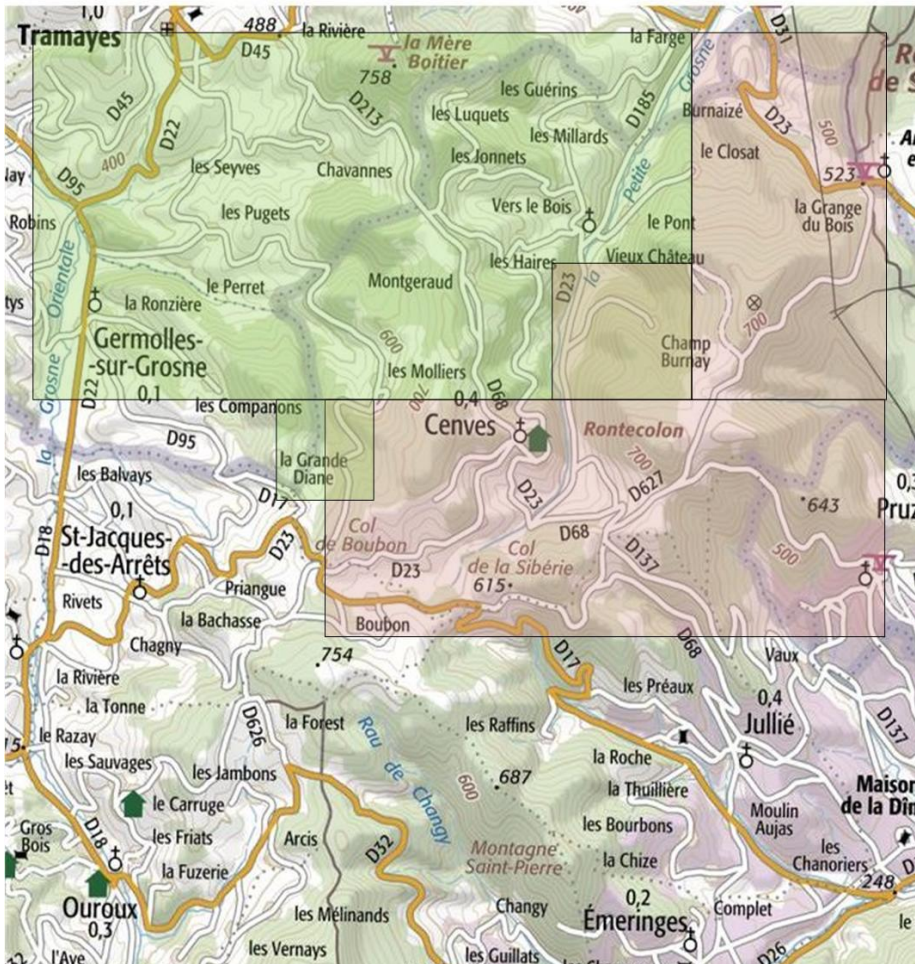 1,0
488
la Rivière
Tramayes
D45
la Mère
Boitier
758
la Farge
D31
Grosne
les Guérins
D45
D22
D213
les Luquets
les Millards
D185
Burnaizé
D23
500
400
les Jonnets
le Closat
les Seyves
Chavannes
Petite
523
D95
Vers le Bois
la Grange
du Bois
Robins
les Pugets
le Pont
les Haires
Vieux Château
Orientale
le Perret
Montgeraud
D23
la
la Ronzière
700
Germolles-
-sur-Grosne
0,1
600
Champ
Burnay
les Molliers
la Grosne
D22
les Companons
700
0,4
D68
Cenves
Rontecolon
D95
700
la Grande
Diane
les Balvays
D627
D17
D23
643
Pruz
0,1
St-Jacques-
-des-Arrêts
D18
D23
Col
de Boubon
D68
Col
de la Sibérie
D137
500
D23
615
Priangue
Rivets
la Bachasse
Boubon
Chagny
754
D17
D68
Vaux
la Rivière
les Préaux
la Tonne
0,4
Jullié
D626
la Forest
Rau
de
Changy
les Raffins
D137
le Razay
les Sauvages
la Roche
les Jambons
687
600
la Thuillière
Maison
le Carruge
Moulin
Aujas
Gros
Bois
D18
les Friats
Arcis
D32
les Bourbons
Montagne
Saint-Pierre
la Chize
les
Chanoriers
la Fuzerie
248
Ouroux
0,3
les Mélinands
Changy
0,2
Émeringes
Complet
l'Ave
les Vernays
les Guillats
D26